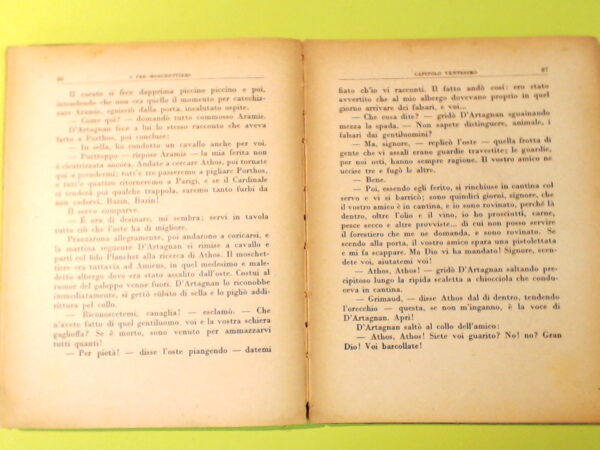 86 I TRE MOSCHETTIERI
Il curato si fece dapprima piccino piccino e poi,
intendendo che non era quello il momento per catechiz-
zare Aramis, sgusciò dalla porta, insalutato ospite.
— Come qui? — domandò tutto commosso Aramis.
D'Artagnan fece a lui lo stesso racconto che aveva
fatto a Porthos, poi concluse:
— In sella, ho condotto un cavallo anche per voi.
— Purtroppo — rispose Aramis — la mia ferita non
è cicatrizzata ancora. Andate a cercare Athos, poi tornate
qui a prendermi; tutt'e tre passeremo a pigliare Porthos,
e tutt'e quattro ritorneremo a Parigi, e se il Cardinale
ci tenderà poi qualche trappola, saremo tanto furbi da
non cadervi. Bazin, Bazin!
Il servo comparve.
— È ora di desinare, mi sembra; servi in tavola
tutto ciò che l'oste ha di migliore.
Pranzarono allegramente, poi andarono a coricarsi, e
la mattina seguente D'Artagnan si rimise a cavallo e
partì col fido Planchet alla ricerca di Athos. Il moschet-
tiere era tuttavia ad Amiens, in quel medesimo e male-
detto albergo dove era stato assalito dall'oste. Costui al
rumor del galoppo venne fuori. D'Artagnan lo riconobbe
immediatamente, si gettò subito di sella e lo pigliò addi-
rittura pel collo.
— Riconoscetemi, canaglia! — esclamò. — Che
n'avete fatto di quel gentiluomo, voi e la vostra schiera
gaglioffa? Se è morto, sono venuto per ammazzarvi
tutti quanti!
— Per pietà! — disse l'oste piangendo — datemi
CAPITOLO VENTESIMO 87
fiato ch'io vi racconti. Il fatto andò così: ero stato
avvertito che al mio albergo dovevano proprio in quel
giorno arrivare dei falsari, e voi...
— Che cosa dite? — gridò D'Artagnan sguainando
mezza la spada. — Non sapete distinguere, animale, i
falsari dai gentiluomini?
— Ma, signore, — replicò l'oste — quella frotta di
gente che vi assalì erano guardie travestite; le guardie,
per noi osti, hanno sempre ragione. Il vostro amico ne
uccise tre e fugò le altre.
— Bene.
— Poi, essendo egli ferito, si rinchiuse in cantina col
servo e vi si barricò; sono quindici giorni, signore, che
il vostro amico è in cantina, e io sono rovinato, perché là
dentro, oltre l'olio e il vino, io ho prosciutti, carne,
pesce secco e altre provviste... di cui non posso servire
il forestiero che me ne domanda, e sono rovinato. Se
scendo alla porta, il vostro amico spara una pistolettata
e mi fa scappare. Ma Dio vi ha mandato! Signore, scen-
dete voi, aiutatemi voi!
— Athos, Athos! — gridò D'Artagnan saltando pre-
cipitoso lungo la ripida scaletta a chiocciola che condu-
ceva in cantina.
— Grimaud, — disse Athos dal di dentro, tendendo
l'orecchio — questa, se non m'inganno, è la voce di
D'Artagnan. Apri!
D'Artagnan saltò al collo dell'amico:
— Athos, Athos! Siete voi guarito? No! no? Gran
Dio! Voi barcollate!